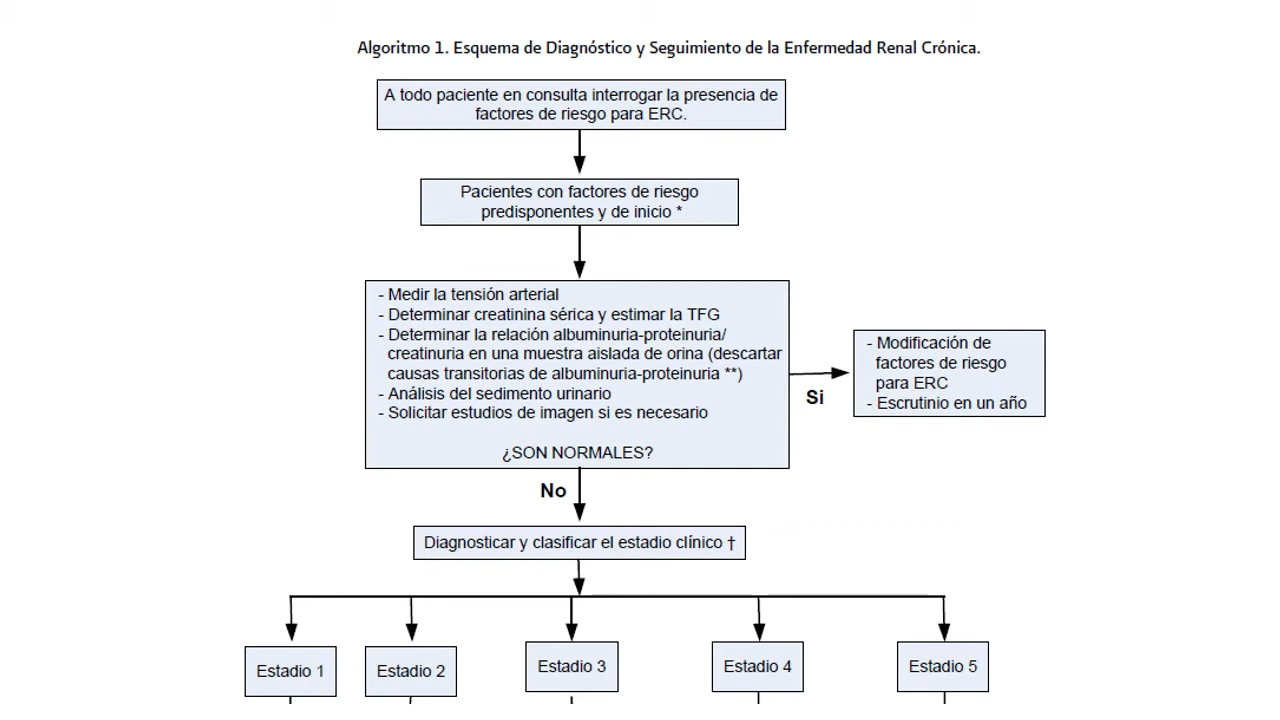 Algoritmo 1. Esquema de Diagnóstico y Seguimiento de la Enfermedad Renal Crónica.
A todo paciente en consulta interrogar la presencia de
factores de riesgo para ERC.
Pacientes con factores de riesgo
predisponentes y de inicio *
- Medir la tensión arterial
- Determinar creatinina sérica y estimar la TFG
- Determinar la relación albuminuria-proteinuria/
creatinuria en una muestra aislada de orina (descartar
causas transitorias de albuminuria-proteinuria **)
- Análisis del sedimento urinario
- Solicitar estudios de imagen si es necesario
¿SON NORMALES?
Si
- Modificación de
factores de riesgo
para ERC
- Escrutinio en un año
No
Diagnosticar y clasificar el estadio clínico †
Estadio 1
Estadio 2
Estadio 3
Estadio 4
Estadio 5